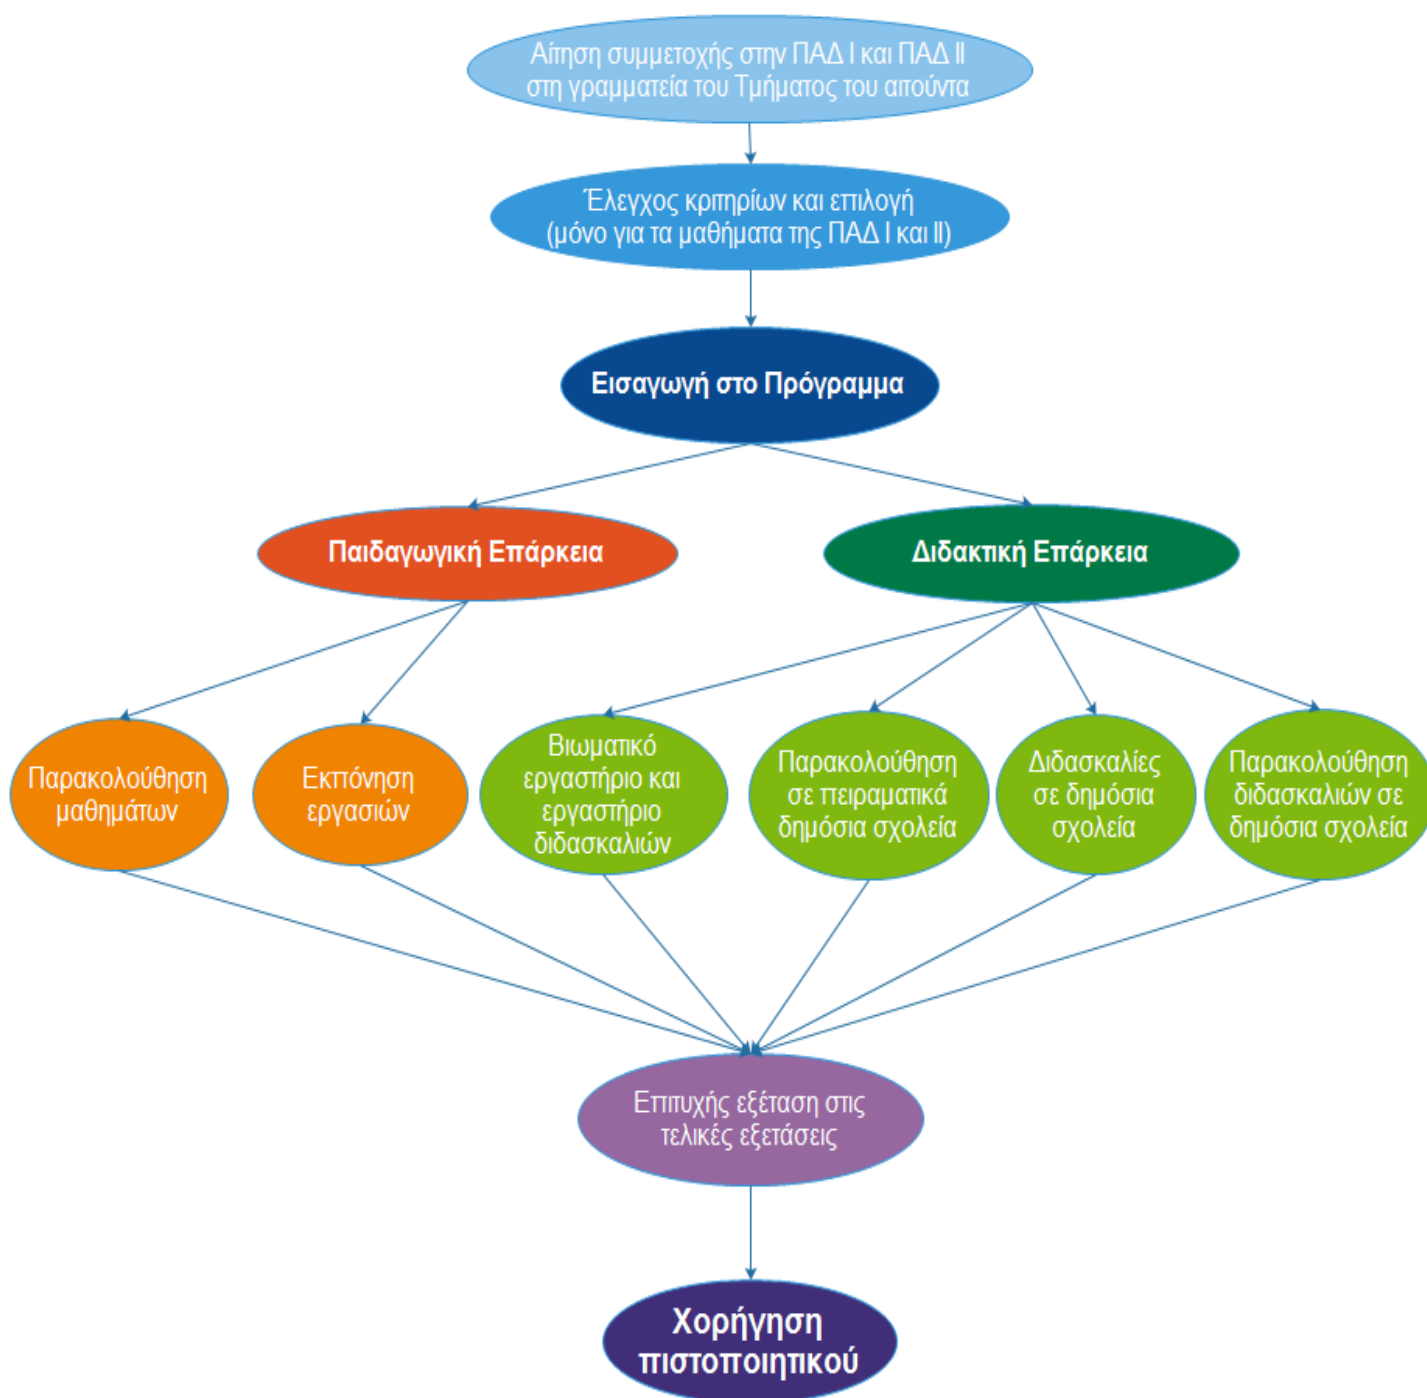 Αίτηση συμμετοχής στην ΠΑΔ Ι και ΠΑΔ ΙΙ
στη γραμματεία του Τμήματος του αιτούντα
Έλεγχος κριτηρίων και επιλογή
(μόνο για τα μαθήματα της ΠΑΔ Ι και ΙΙ)
Εισαγωγή στο Πρόγραμμα
Παιδαγωγική Επάρκεια
Διδακτική Επάρκεια
Παρακολούθηση
μαθημάτων
Εκπόνηση
εργασιών
Βιωματικό
εργαστήριο και
εργαστήριο
διδασκαλιών
Παρακολούθηση
σε πειραματικά
δημόσια σχολεία
Διδασκαλίες
σε δημόσια
σχολεία
Παρακολούθηση
διδασκαλιών σε
δημόσια σχολεία
Επιτυχής εξέταση στις
τελικές εξετάσεις
Χορήγηση
πιστοποιητικού